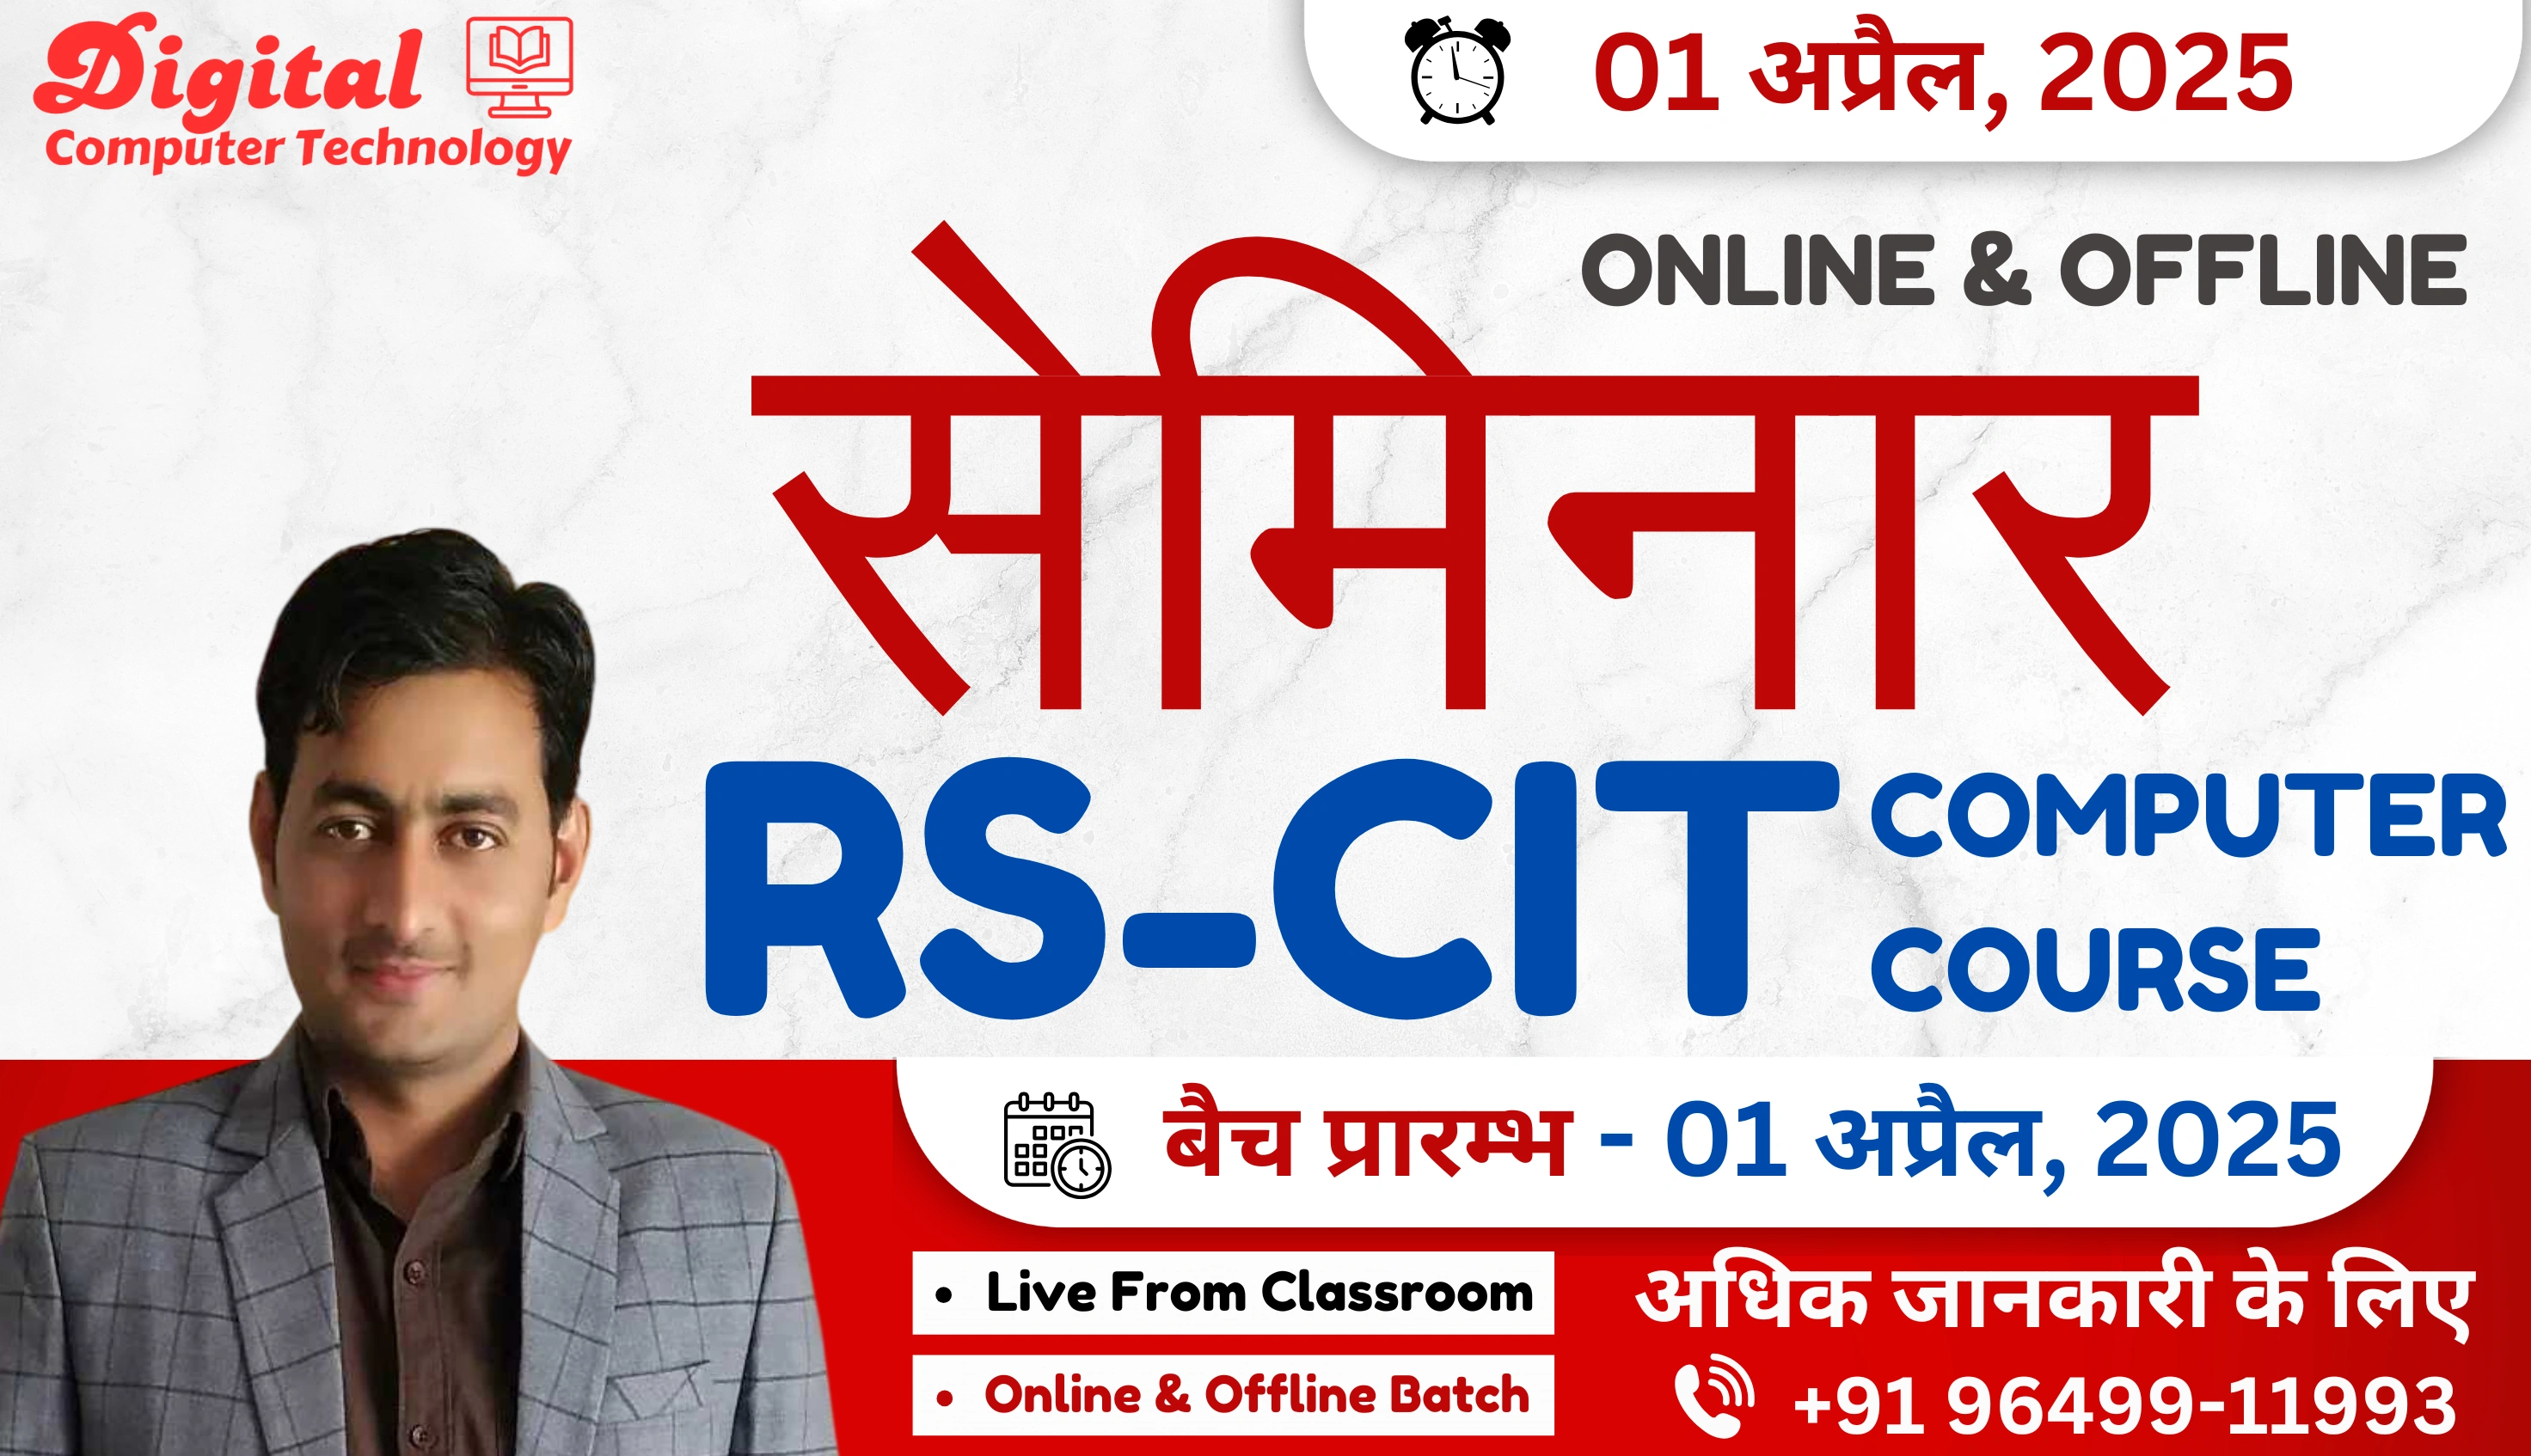 Digital
Computer Technology
01 अप्रैल, 2025
ONLINE & OFFLINE
सेमिनार
RS-CIT COMPUTER
COURSE
बैच प्रारम्भ - 01 अप्रैल, 2025
• Live From Classroom
• Online & Offline Batch
अधिक जानकारी के लिए
+91 96499-11993